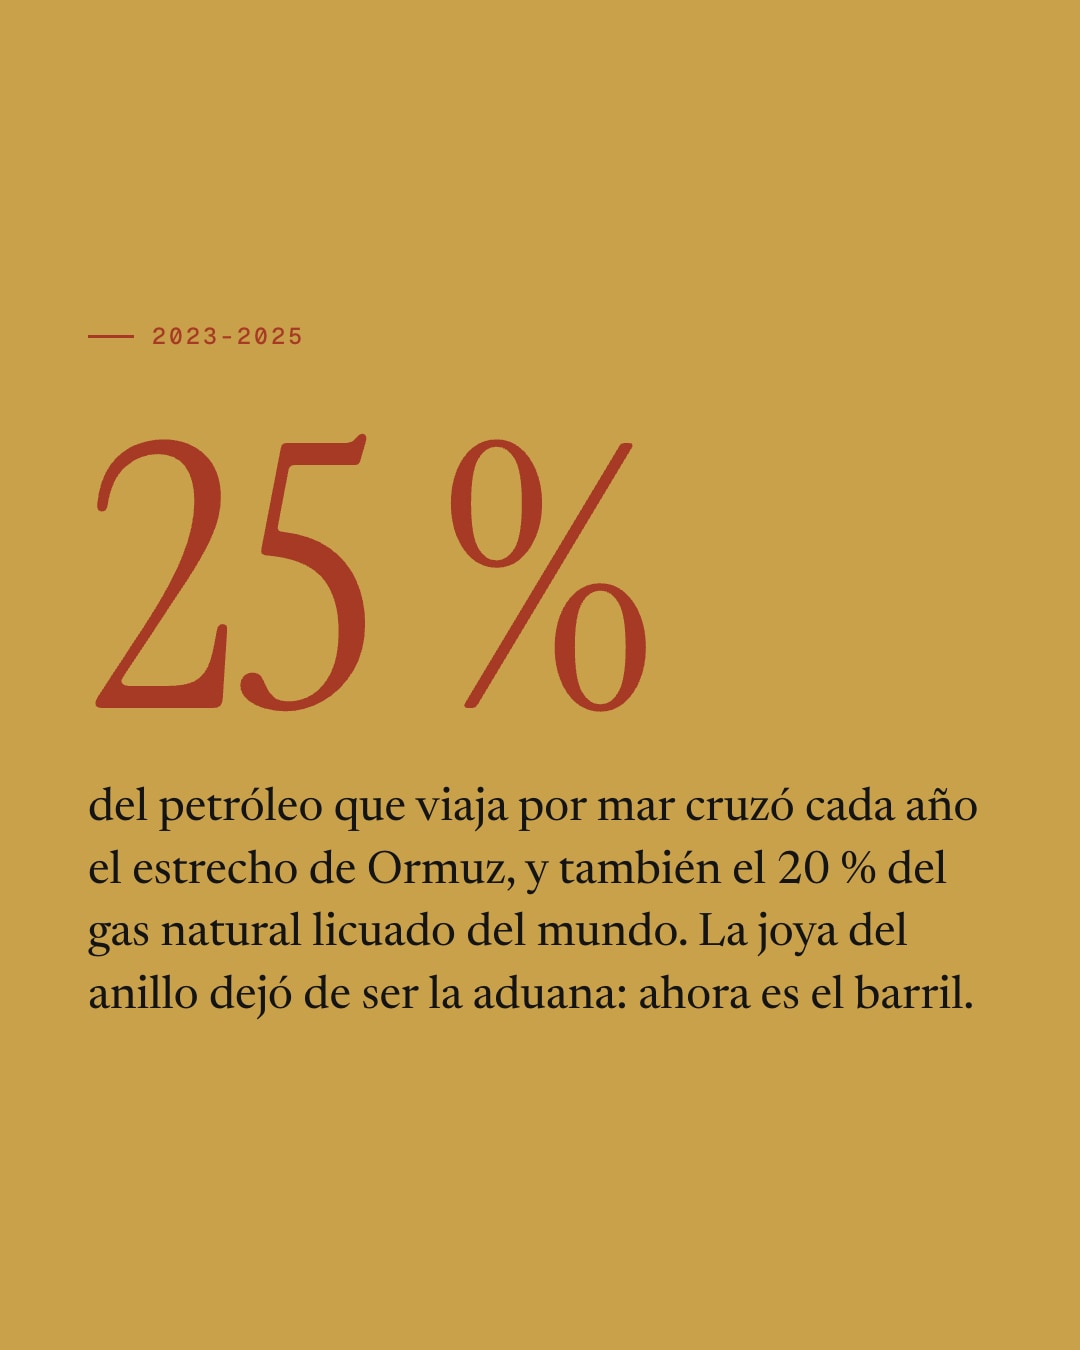 2023-2025
25 %
del petróleo que viaja por mar cruzó cada año
el estrecho de Ormuz, y también el 20 % del
gas natural licuado del mundo. La joya del
anillo dejó de ser la aduana: ahora es el barril.